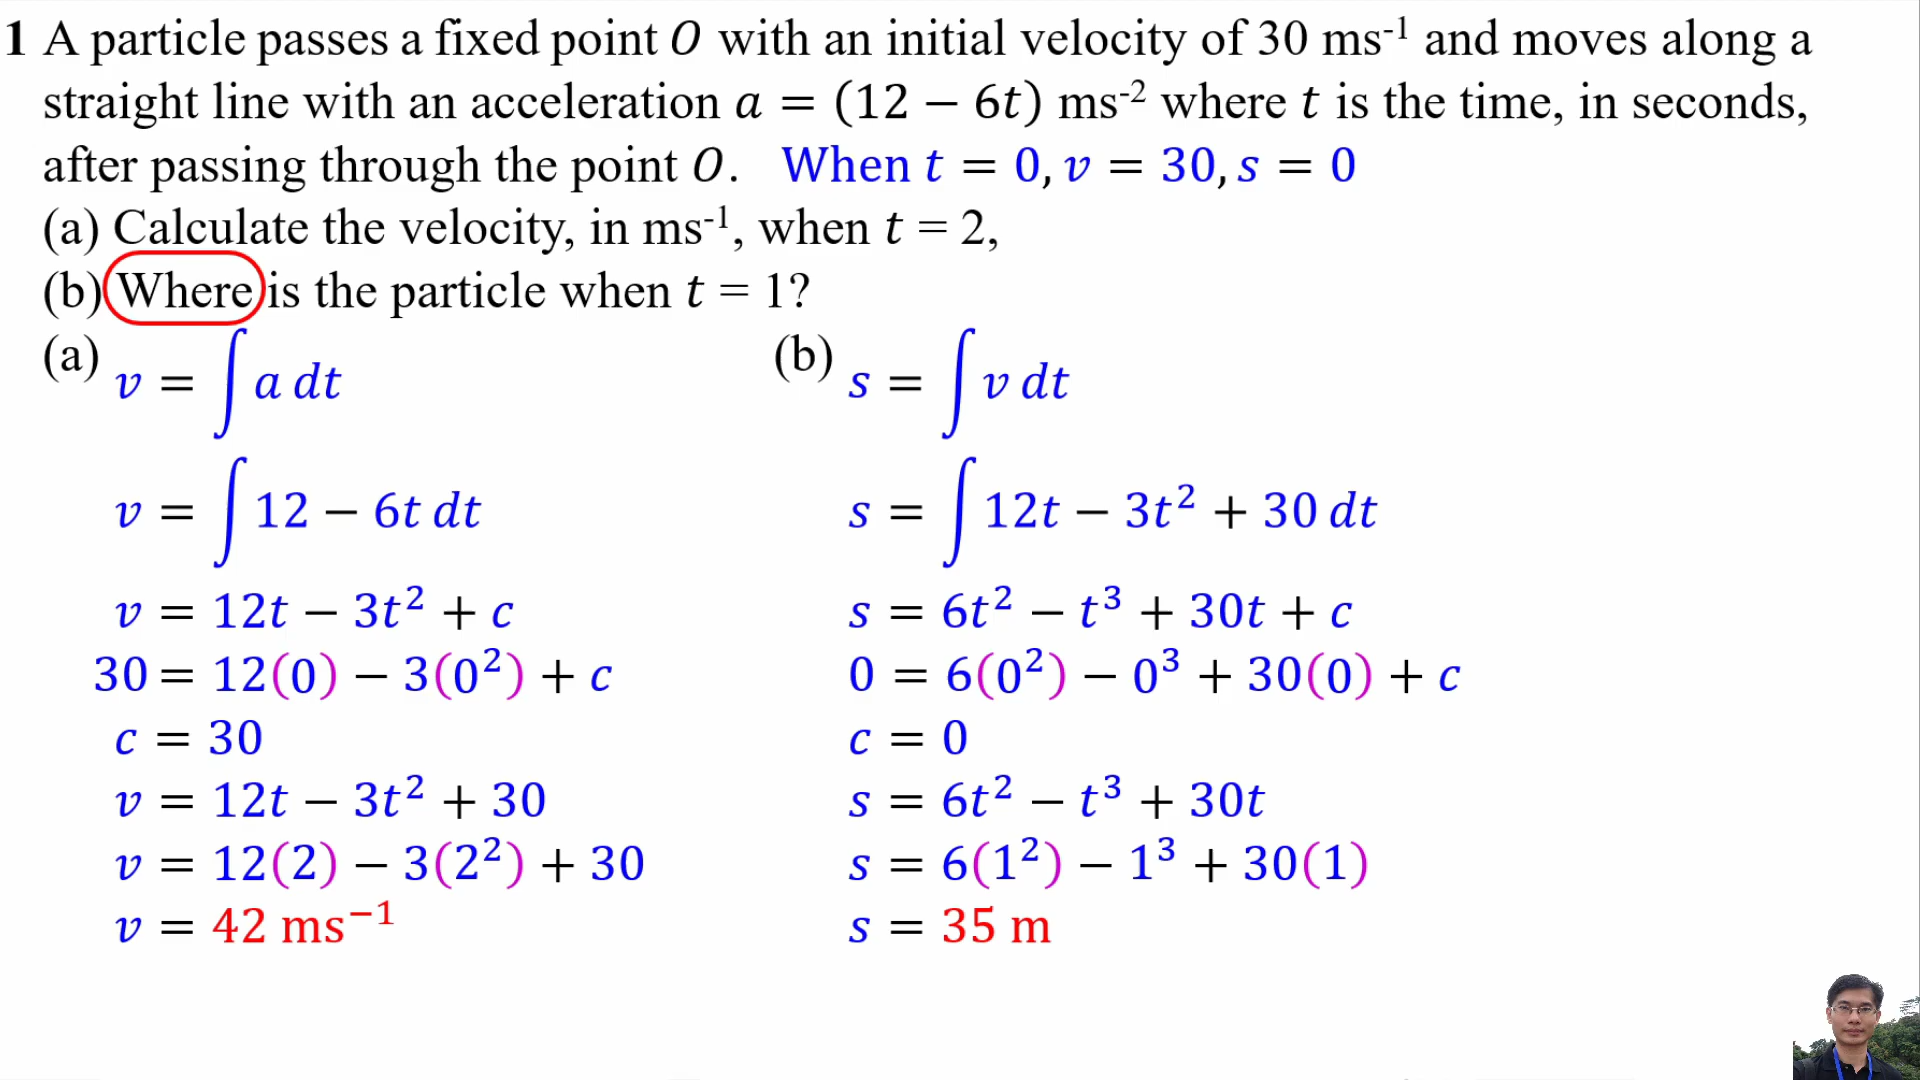 1 A particle passes a fixed point O with an initial velocity of 30 ms⁻¹ and moves along a
straight line with an acceleration a = (12 − 6t) ms⁻² where t is the time, in seconds,
after passing through the point O. When t = 0, v = 30, s = 0
(a) Calculate the velocity, in ms⁻¹, when t = 2,
(b) Where is the particle when t = 1?
(a) v = ∫ a dt
v = ∫ 12 − 6t dt
v = 12t − 3t² + c
30 = 12(0) − 3(0²) + c
c = 30
v = 12t − 3t² + 30
v = 12(2) − 3(2²) + 30
v = 42 ms⁻¹
(b) s = ∫ v dt
s = ∫ 12t − 3t² + 30 dt
s = 6t² − t³ + 30t + c
0 = 6(0²) − 0³ + 30(0) + c
c = 0
s = 6t² − t³ + 30t
s = 6(1²) − 1³ + 30(1)
s = 35 m